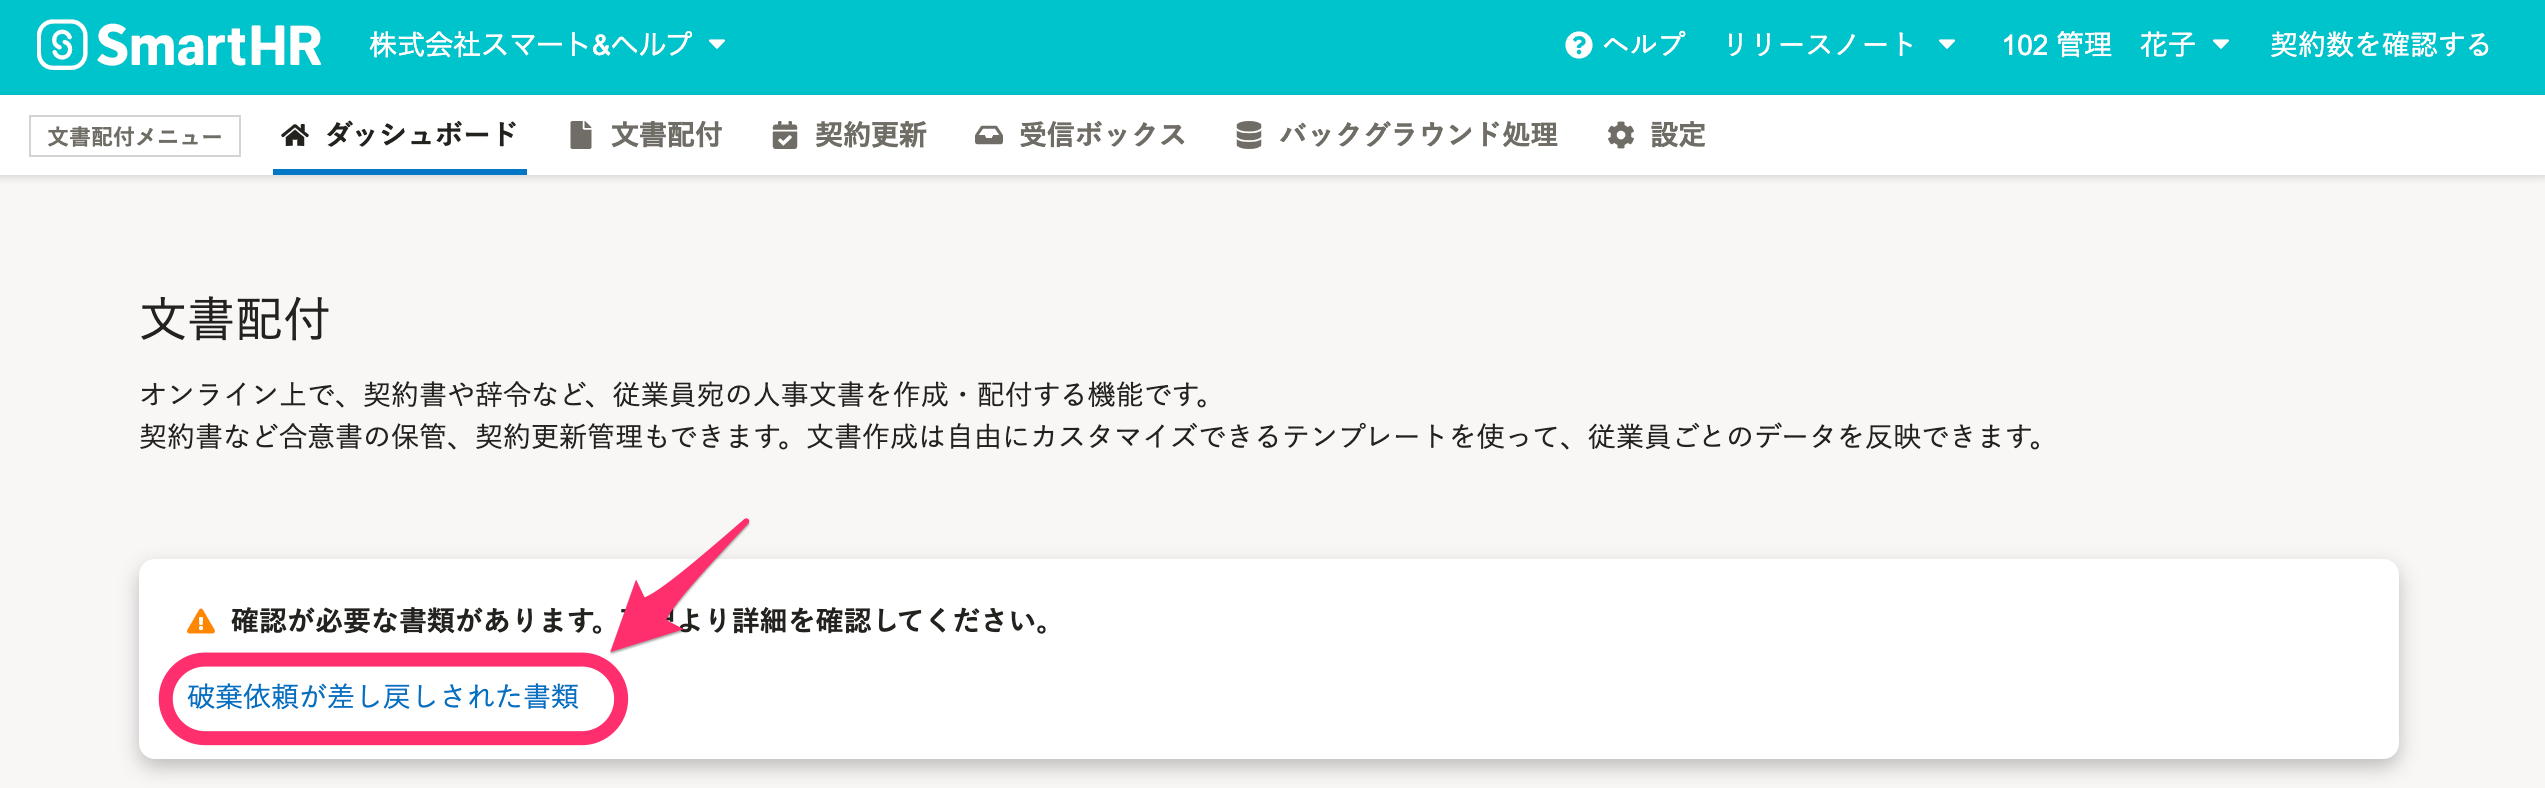 SmartHR 株式会社スマート&ヘルプ ヘルプ リリースノート 102 管理 花子 契約数を確認する
文書配付メニュー ダッシュボード 文書配付 契約更新 受信ボックス バックグラウンド処理 設定
文書配付
オンライン上で、契約書や辞令など、従業員宛の人事文書を作成・配付する機能です。
契約書など合意書の保管、契約更新管理もできます。文書作成は自由にカスタマイズできるテンプレートを使って、従業員ごとのデータを反映できます。
確認が必要な書類があります。 より詳細を確認してください。
破棄依頼が差し戻しされた書類